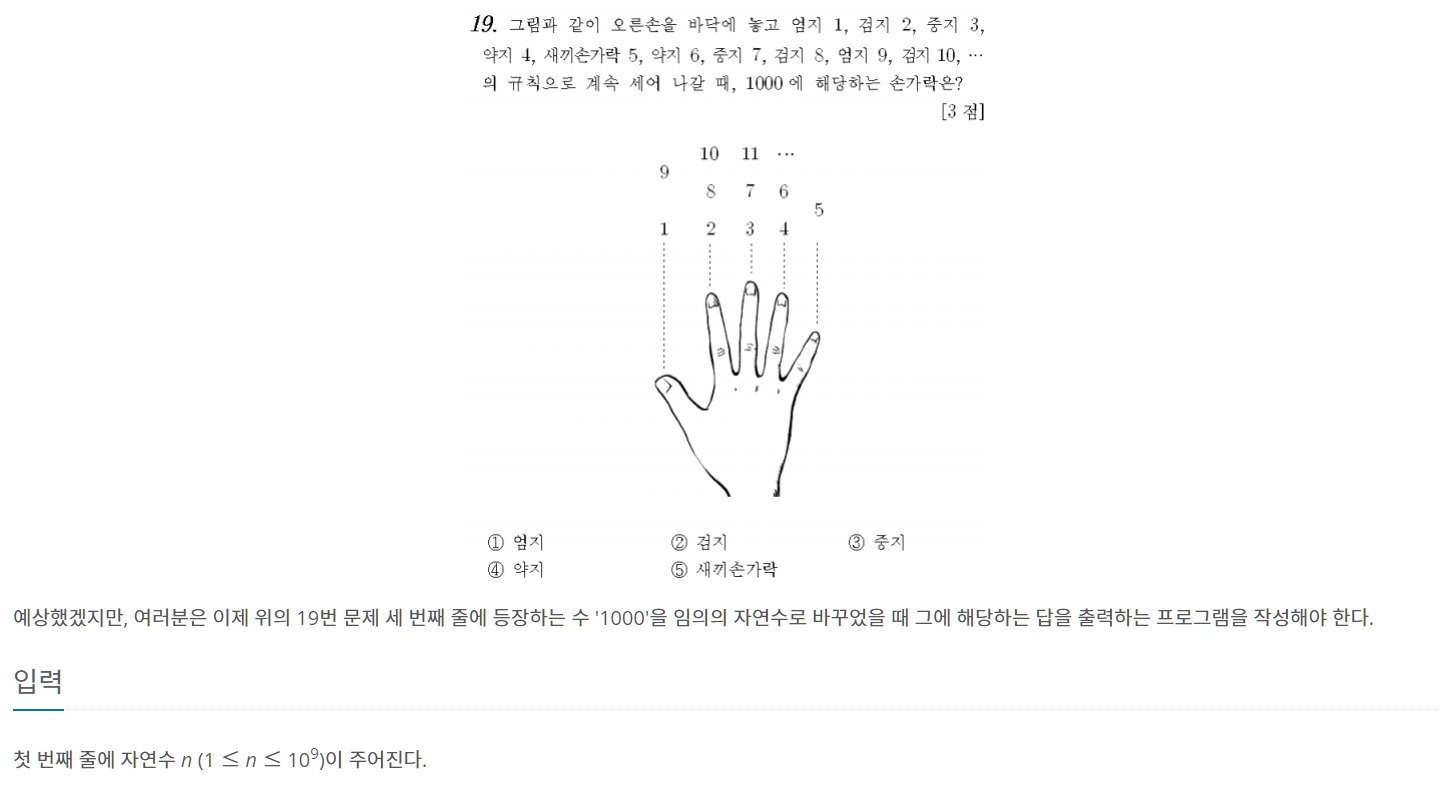 19. 그림과 같이 오른손을 바닥에 놓고 엄지 1, 검지 2, 중지 3,
약지 4, 새끼손가락 5, 약지 6, 중지 7, 검지 8, 엄지 9, 검지 10, ⋯
의 규칙으로 계속 세어 나갈 때, 1000 에 해당하는 손가락은?
[3 점]
10 11 ⋯
9
8 7 6
5
1 2 3 4
① 엄지 ② 검지 ③ 중지
④ 약지 ⑤ 새끼손가락
예상했겠지만, 여러분은 이제 위의 19번 문제 세 번째 줄에 등장하는 수 '1000'을 임의의 자연수로 바꾸었을 때 그에 해당하는 답을 출력하는 프로그램을 작성해야 한다.
입력
첫 번째 줄에 자연수 n (1 ≤ n ≤ 10⁹)이 주어진다.